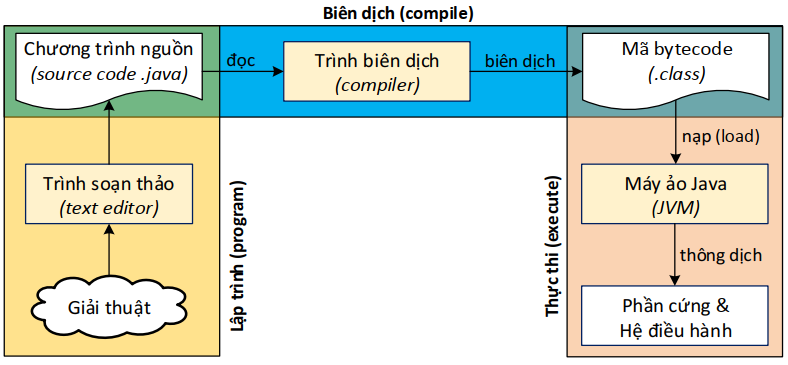 Biên dịch (compile)
Chương trình nguồn
(source code .java)
đọc
Trình biên dịch
(compiler)
biên dịch
Mã bytecode
(.class)
nạp (load)
Trình soạn thảo
(text editor)
Máy ảo Java
(JVM)
Lập trình (program)
Thực thi (execute)
thông dịch
Giải thuật
Phần cứng &
Hệ điều hành